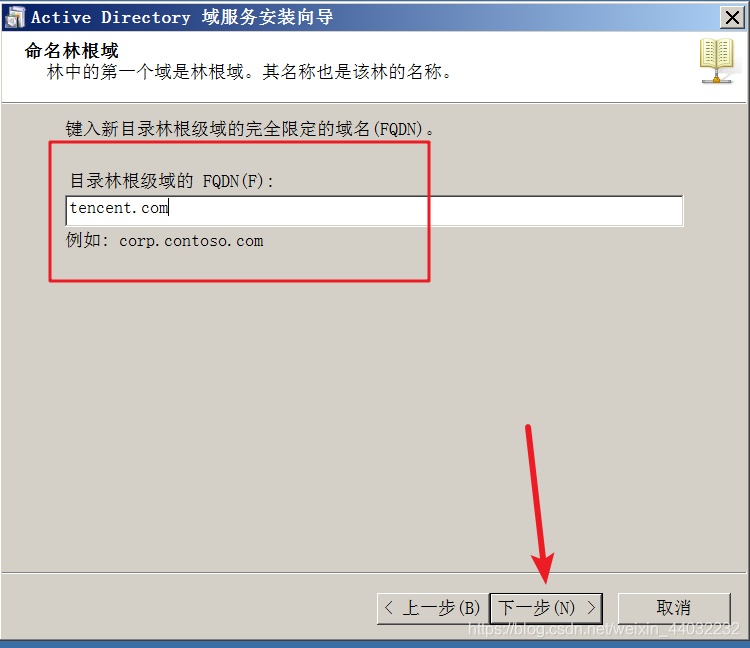 Active Directory 域服务安装向导
命名林根域
林中的第一个域是林根域。其名称也是该林的名称。
键入新目录林根级域的完全限定的域名(FQDN)。
目录林根级域的 FQDN(F):
tencent.com
例如: corp.contoso.com
< 上一步(B) 下一步(N) > 取消
https://blog.csdn.net/weixin_44032232